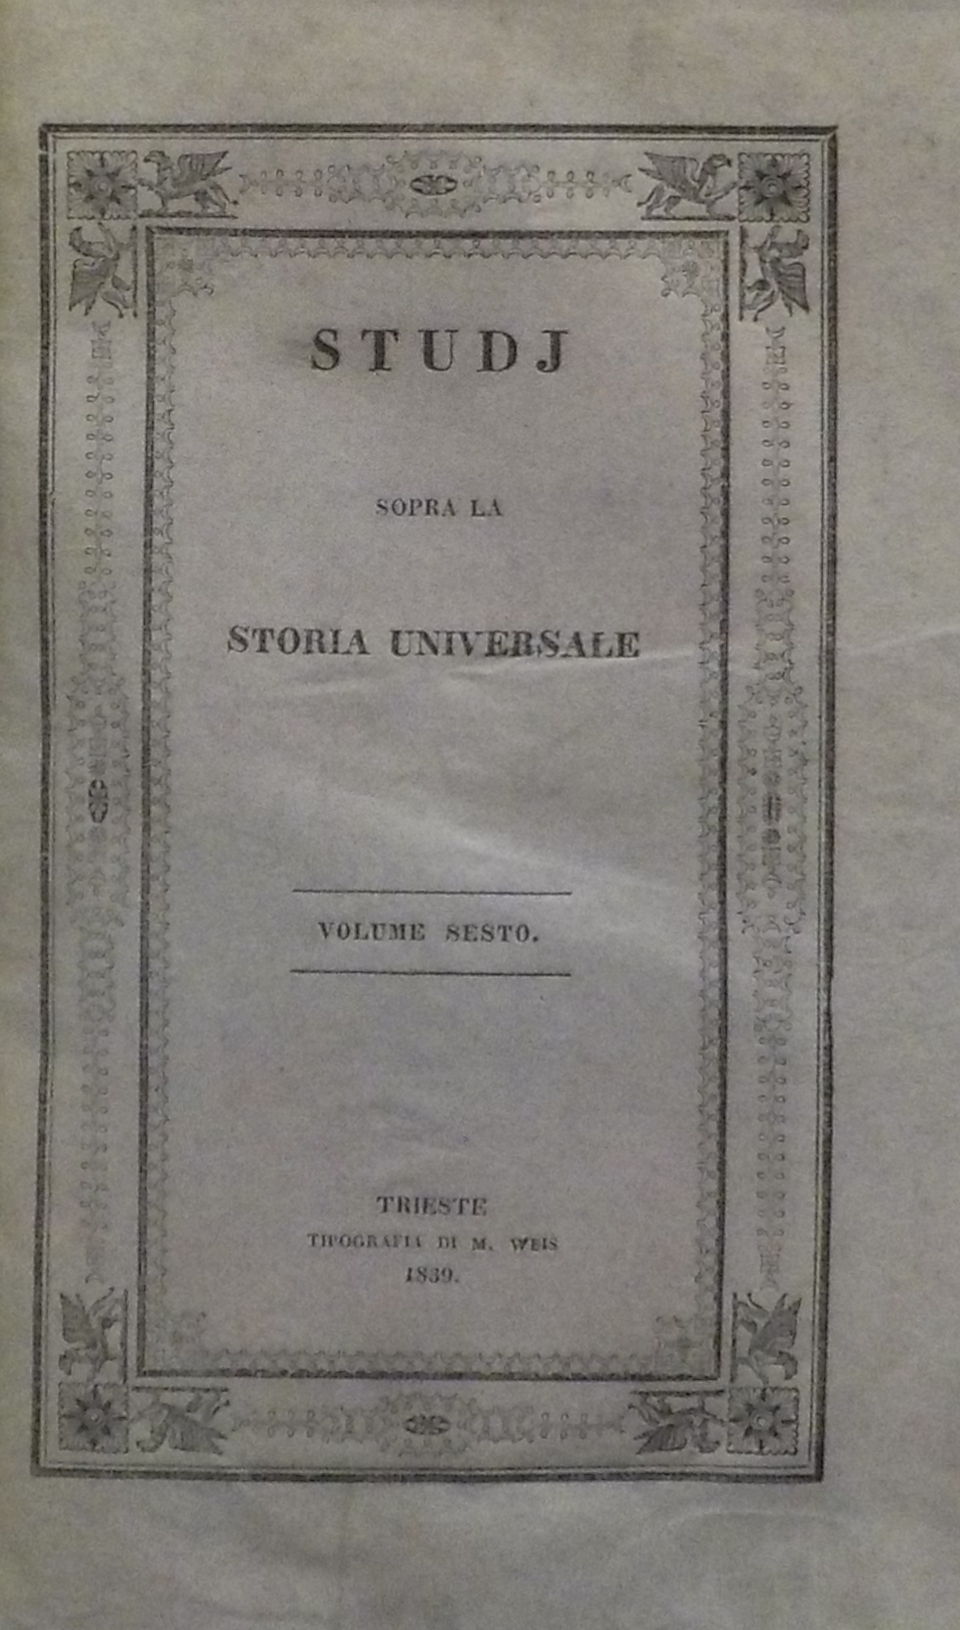 STUDJ
SOPRA LA
STORIA UNIVERSALE
VOLUME SESTO.
TRIESTE
TIPOGRAFIA DI M. WEIS
1839.